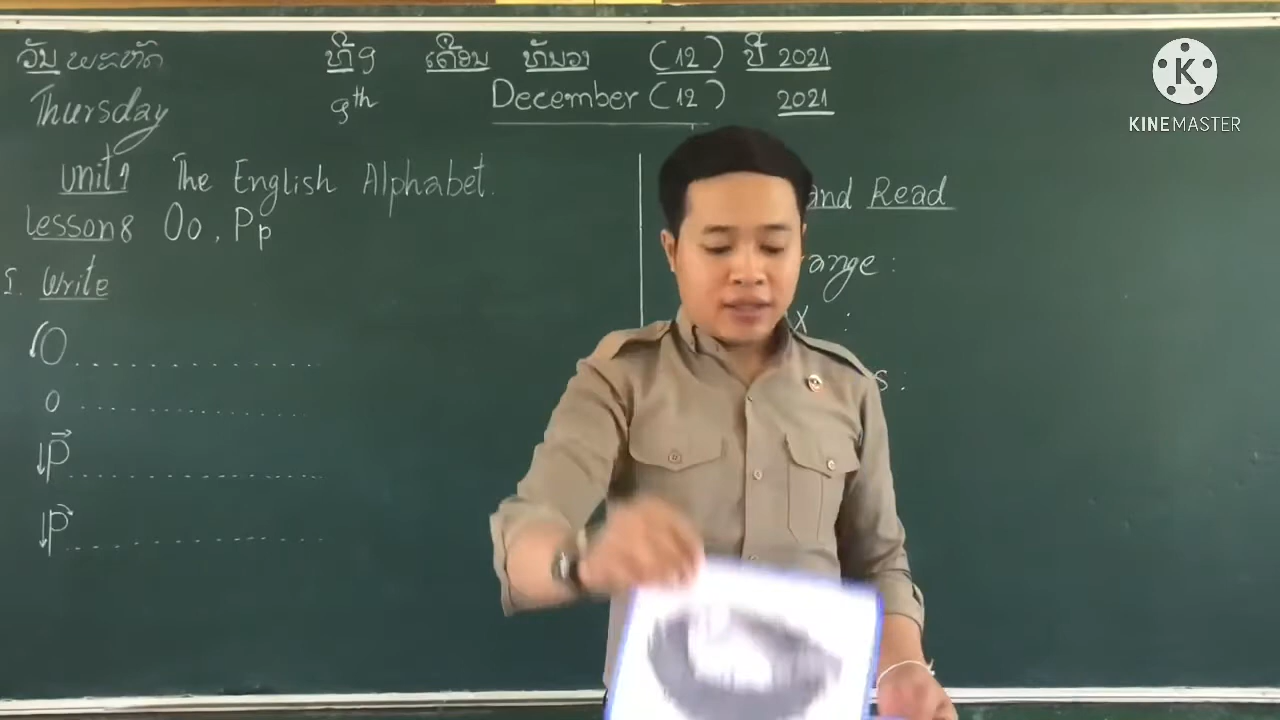 ວັນ ພະຫັດ ທີ 9 ເດືອນ ທັນວາ (12) ປີ 2021
Thursday 9th December (12) 2021
Unit 1 The English Alphabet.
Lesson 8 Oo, Pp
I. Write
O
o
P
p
and Read
ange :
x :
s :
KINEMASTER